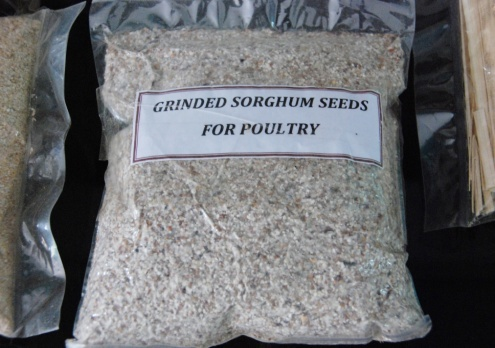 GRINDED SORGHUM SEEDS
FOR POULTRY